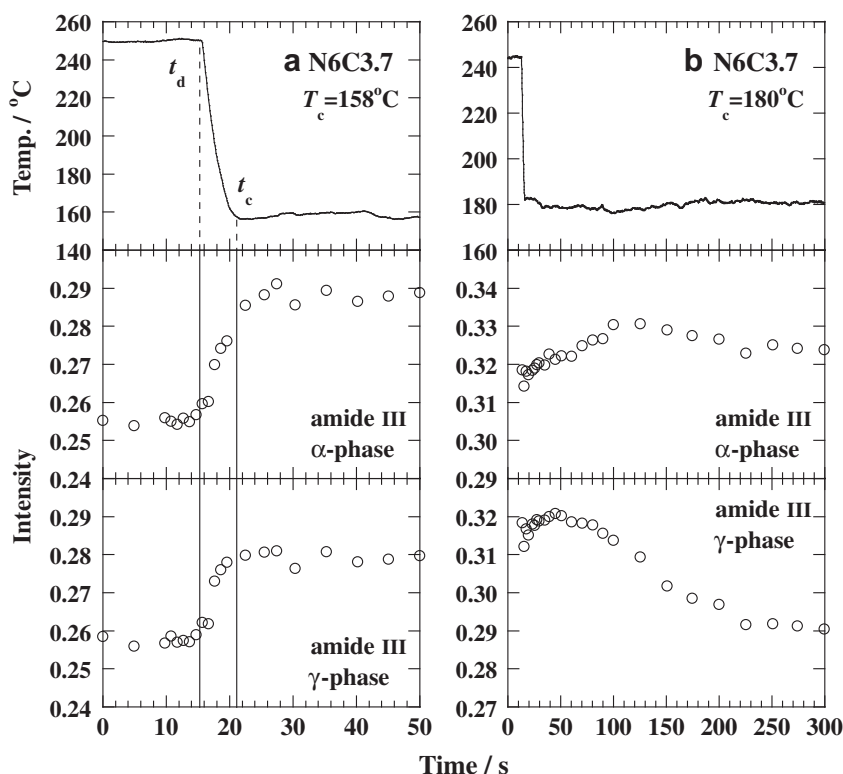 a N6C3.7
T_c=158°C
t_d
t_c
Temp. / °C
260
240
220
200
180
160
140
0.29
0.28
0.27
0.26
0.25
0.24
amide III
α-phase
Intensity
0.29
0.28
0.27
0.26
0.25
0.24
amide III
γ-phase
0 10 20 30 40 50
b N6C3.7
T_c=180°C
260
240
220
200
180
160
0.34
0.33
0.32
0.31
0.30
0.29
amide III
α-phase
0.32
0.31
0.30
0.29
0.28
0.27
amide III
γ-phase
0 50 100 150 200 250 300
Time / s